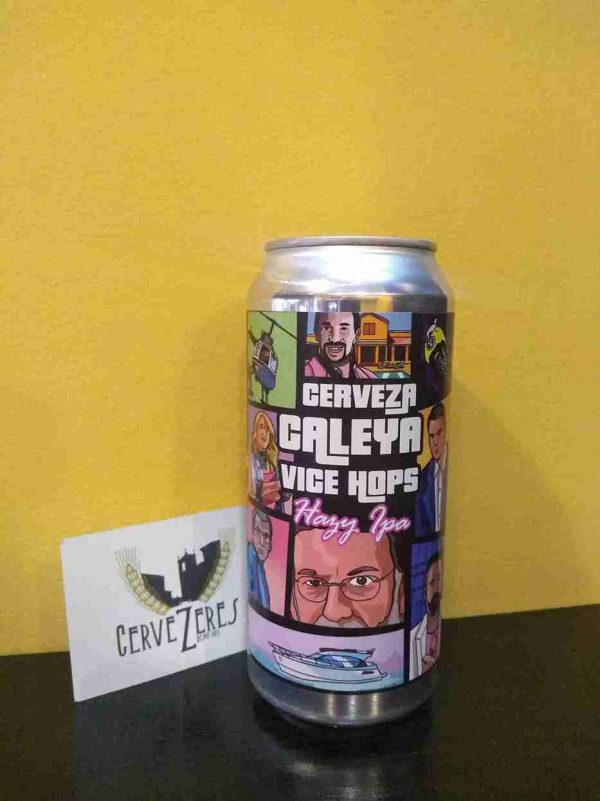 CERVEZA
CALEYA
VICE HOPS
Hazy Ipa
CERVEZERES